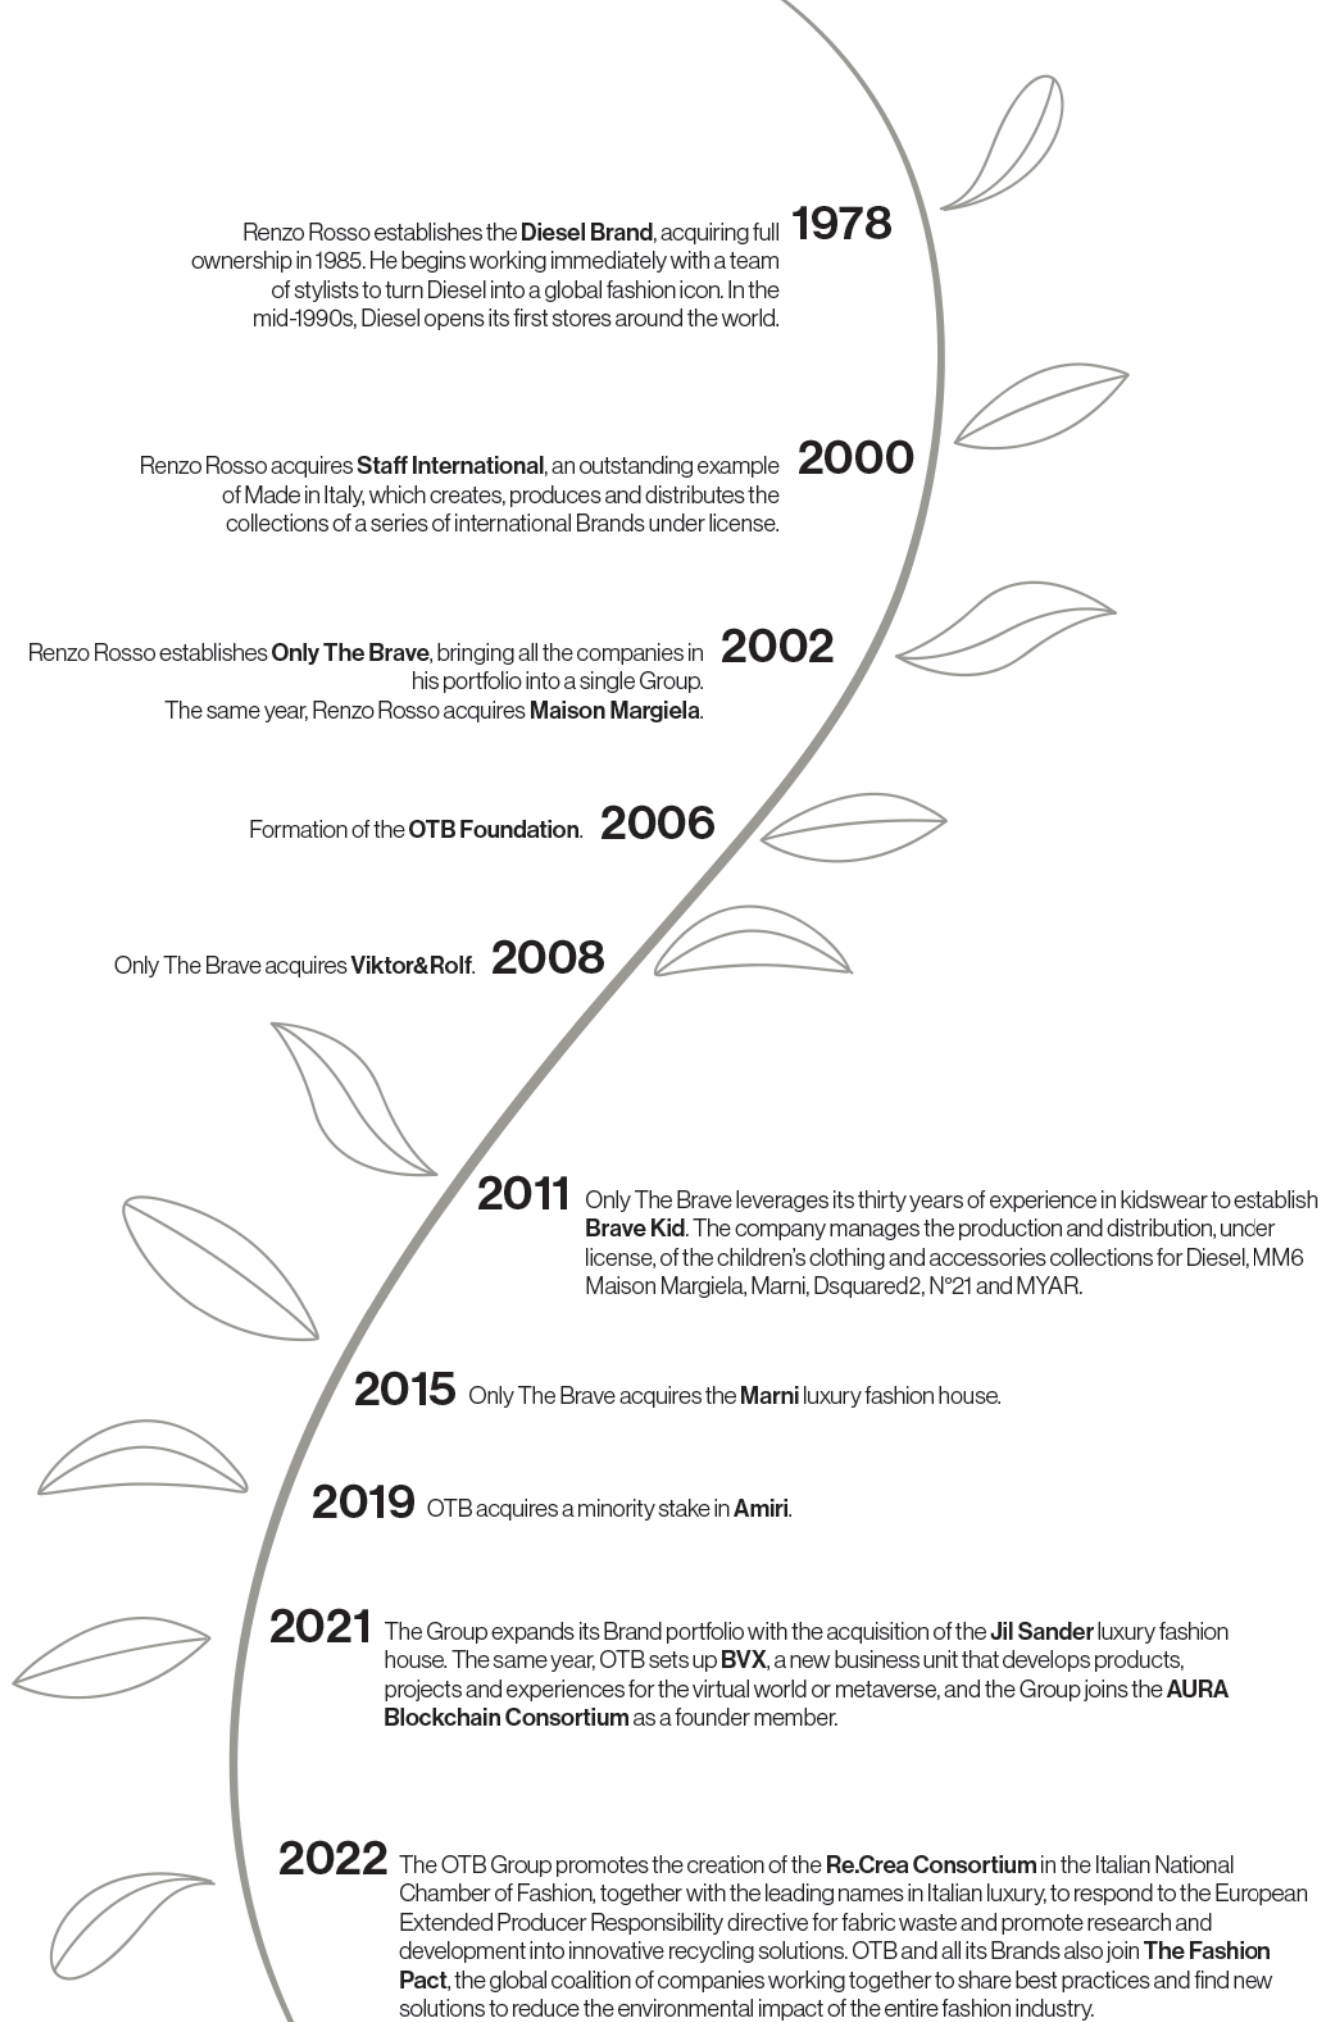 1978
Renzo Rosso establishes the Diesel Brand, acquiring full
ownership in 1985. He begins working immediately with a team
of stylists to turn Diesel into a global fashion icon. In the
mid-1990s, Diesel opens its first stores around the world.
2000
Renzo Rosso acquires Staff International, an outstanding example
of Made in Italy, which creates, produces and distributes the
collections of a series of international Brands under license.
2002
Renzo Rosso establishes Only The Brave, bringing all the companies in
his portfolio into a single Group.
The same year, Renzo Rosso acquires Maison Margiela.
2006
Formation of the OTB Foundation.
2008
Only The Brave acquires Viktor&Rolf.
2011
Only The Brave leverages its thirty years of experience in kidswear to establish
Brave Kid. The company manages the production and distribution, under
license, of the children's clothing and accessories collections for Diesel, MM6
Maison Margiela, Marni, Dsquared2, N°21 and MYAR.
2015
Only The Brave acquires the Marni luxury fashion house.
2019
OTB acquires a minority stake in Amiri.
2021
The Group expands its Brand portfolio with the acquisition of the Jil Sander luxury fashion
house. The same year, OTB sets up BVX, a new business unit that develops products,
projects and experiences for the virtual world or metaverse, and the Group joins the AURA
Blockchain Consortium as a founder member.
2022
The OTB Group promotes the creation of the Re.Crea Consortium in the Italian National
Chamber of Fashion, together with the leading names in Italian luxury, to respond to the European
Extended Producer Responsibility directive for fabric waste and promote research and
development into innovative recycling solutions. OTB and all its Brands also join The Fashion
Pact, the global coalition of companies working together to share best practices and find new
solutions to reduce the environmental impact of the entire fashion industry.